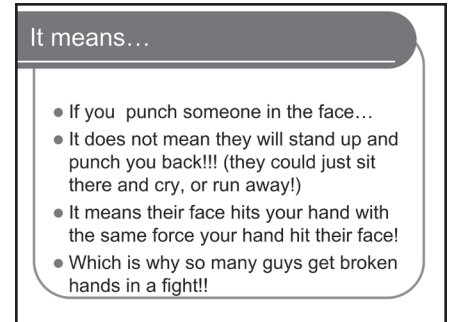 It means…
If you  punch someone in the face…
It does not mean they will stand up and
punch you back!!! (they could just sit
there and cry, or run away!)
It means their face hits your hand with
the same force your hand hit their face!
Which is why so many guys get broken
hands in a fight!!